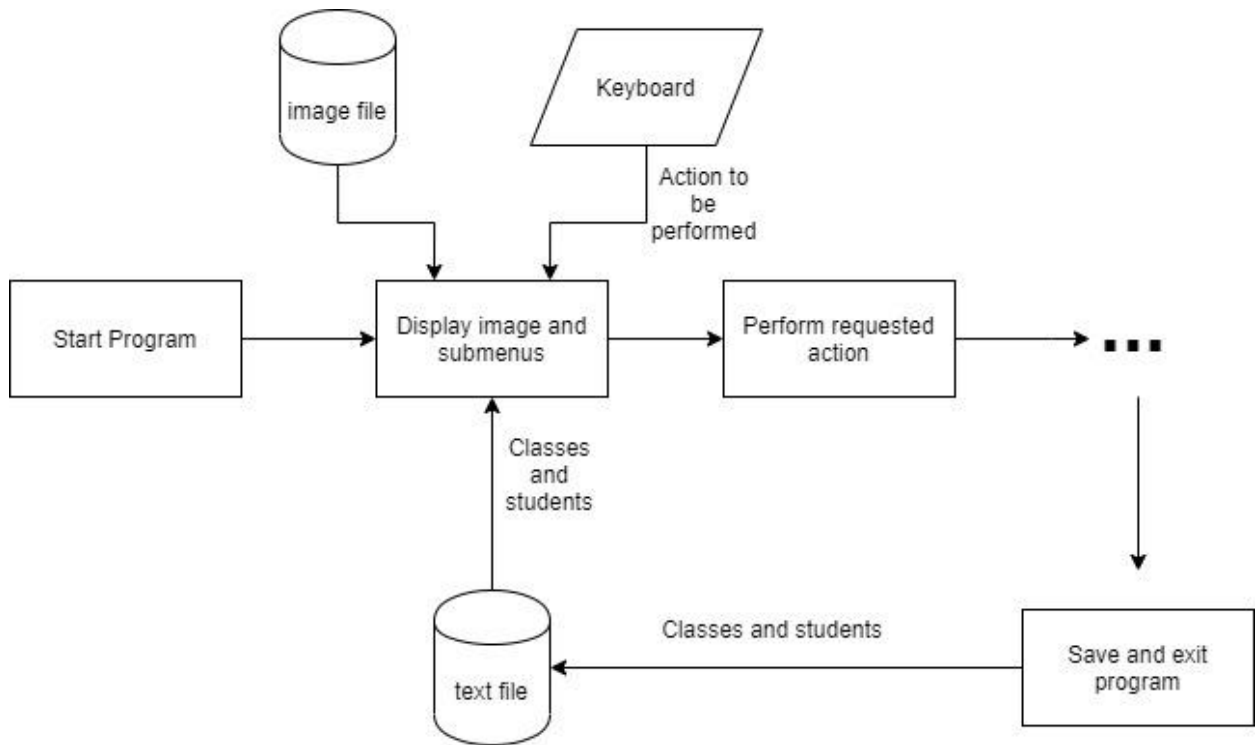 image file
Keyboard
Action to
be
performed
Start Program
Display image and
submenus
Perform requested
action
...
Classes
and
students
text file
Classes and students
Save and exit
program